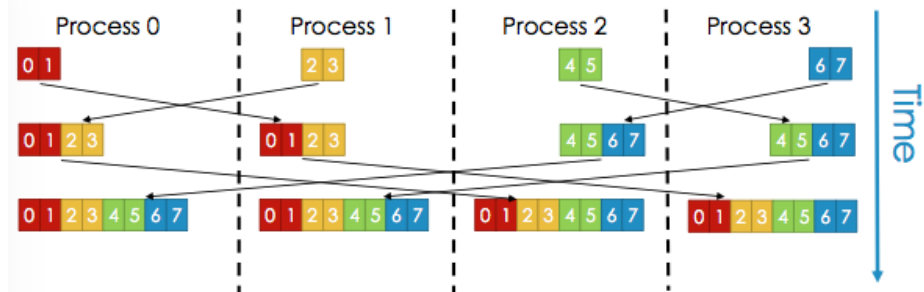 Process 0 Process 1 Process 2 Process 3
0 1 2 3 4 5 6 7
0 1 2 3 0 1 2 3 4 5 6 7 4 5 6 7
0 1 2 3 4 5 6 7 0 1 2 3 4 5 6 7 0 1 2 3 4 5 6 7 0 1 2 3 4 5 6 7
Time